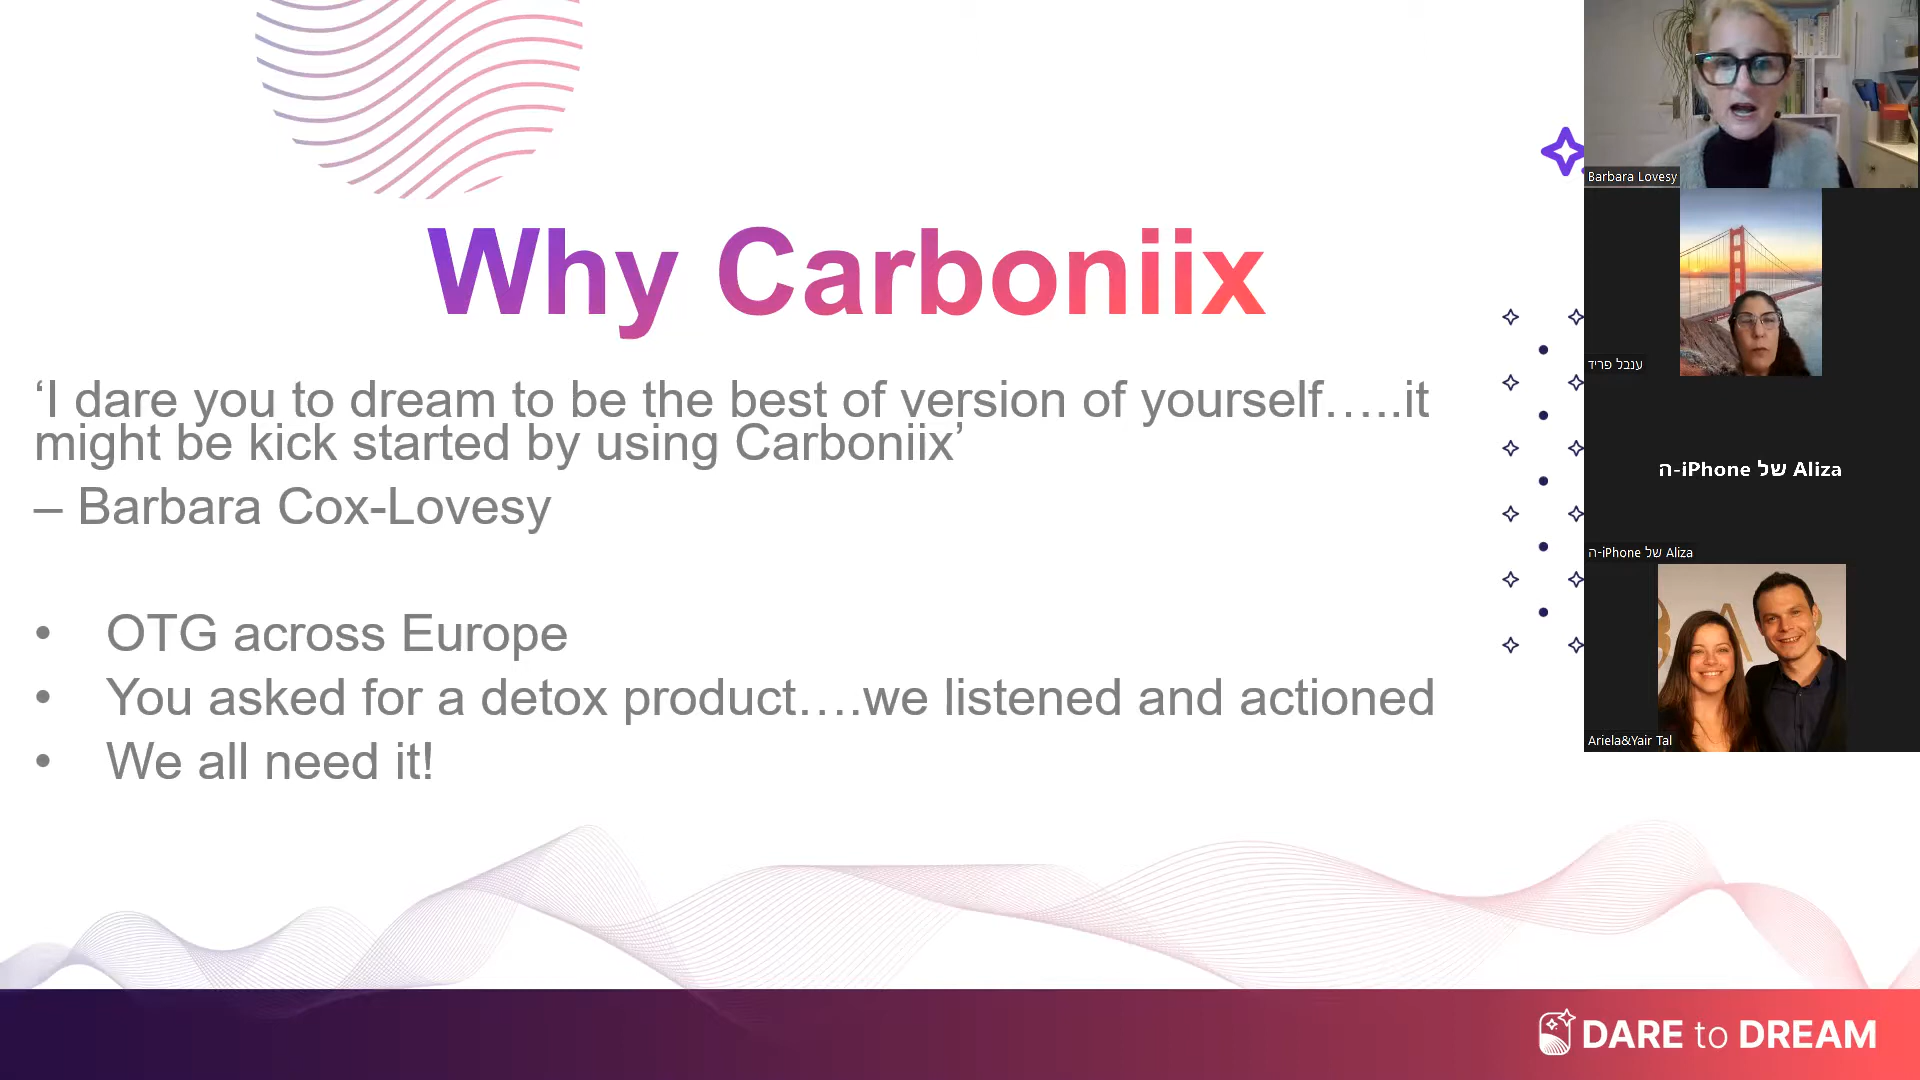 Why Carboniix
‘I dare you to dream to be the best of version of yourself…..it
might be kick started by using Carboniix’
– Barbara Cox-Lovesy
• OTG across Europe
• You asked for a detox product….we listened and actioned
• We all need it!
DARE to DREAM
Barbara Lovesy
ענבל פריד
ה-iPhone של Aliza
ה-iPhone של Aliza
Ariela&Yair Tal